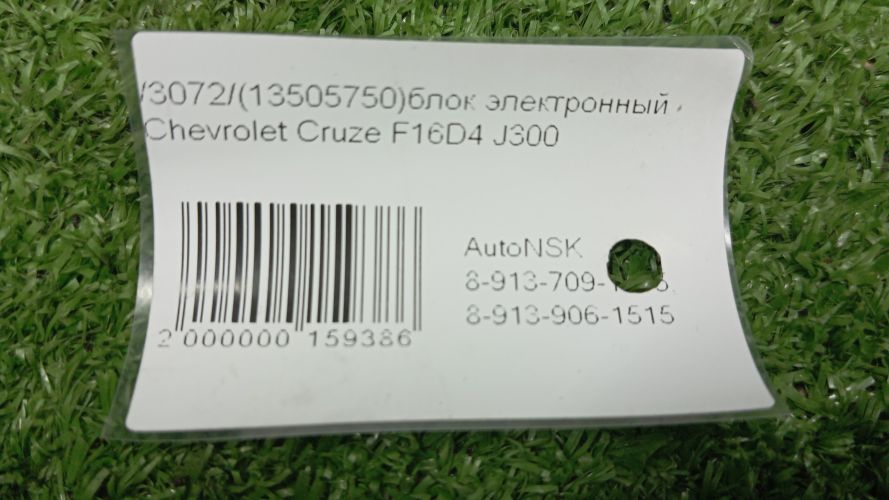 /3072/(13505750)блок электронный
Chevrolet Cruze F16D4 J300
AutoNSK
8-913-709-
8-913-906-1515
2 000000 159386